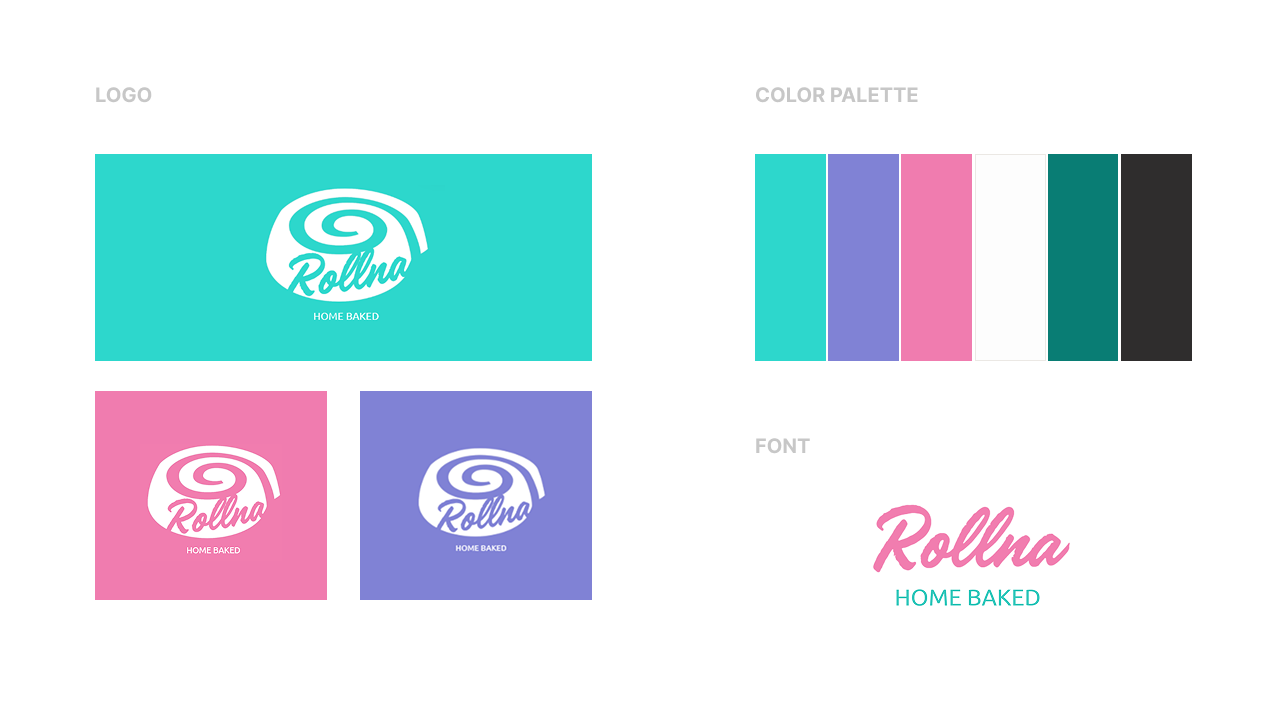 LOGO
Rollna
HOME BAKED
Rollna
HOME BAKED
Rollna
HOME BAKED
COLOR PALETTE
FONT
Rollna
HOME BAKED